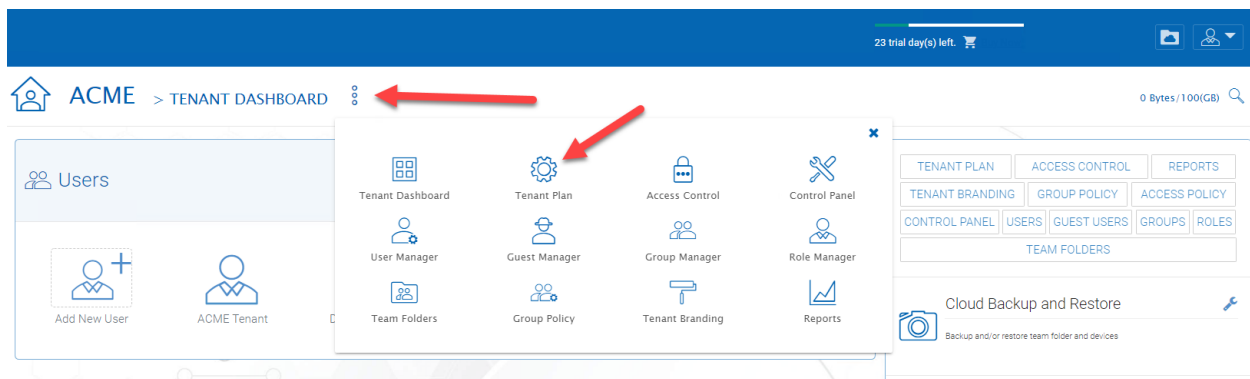 23 trial day(s) left.
ACME > TENANT DASHBOARD
0 Bytes/100(GB)
Users
Add New User
ACME Tenant
Tenant Dashboard
Tenant Plan
Access Control
Control Panel
User Manager
Guest Manager
Group Manager
Role Manager
Team Folders
Group Policy
Tenant Branding
Reports
TENANT PLAN ACCESS CONTROL REPORTS
TENANT BRANDING GROUP POLICY ACCESS POLICY
CONTROL PANEL USERS GUEST USERS GROUPS ROLES
TEAM FOLDERS
Cloud Backup and Restore
Backup and/or restore team folder and devices